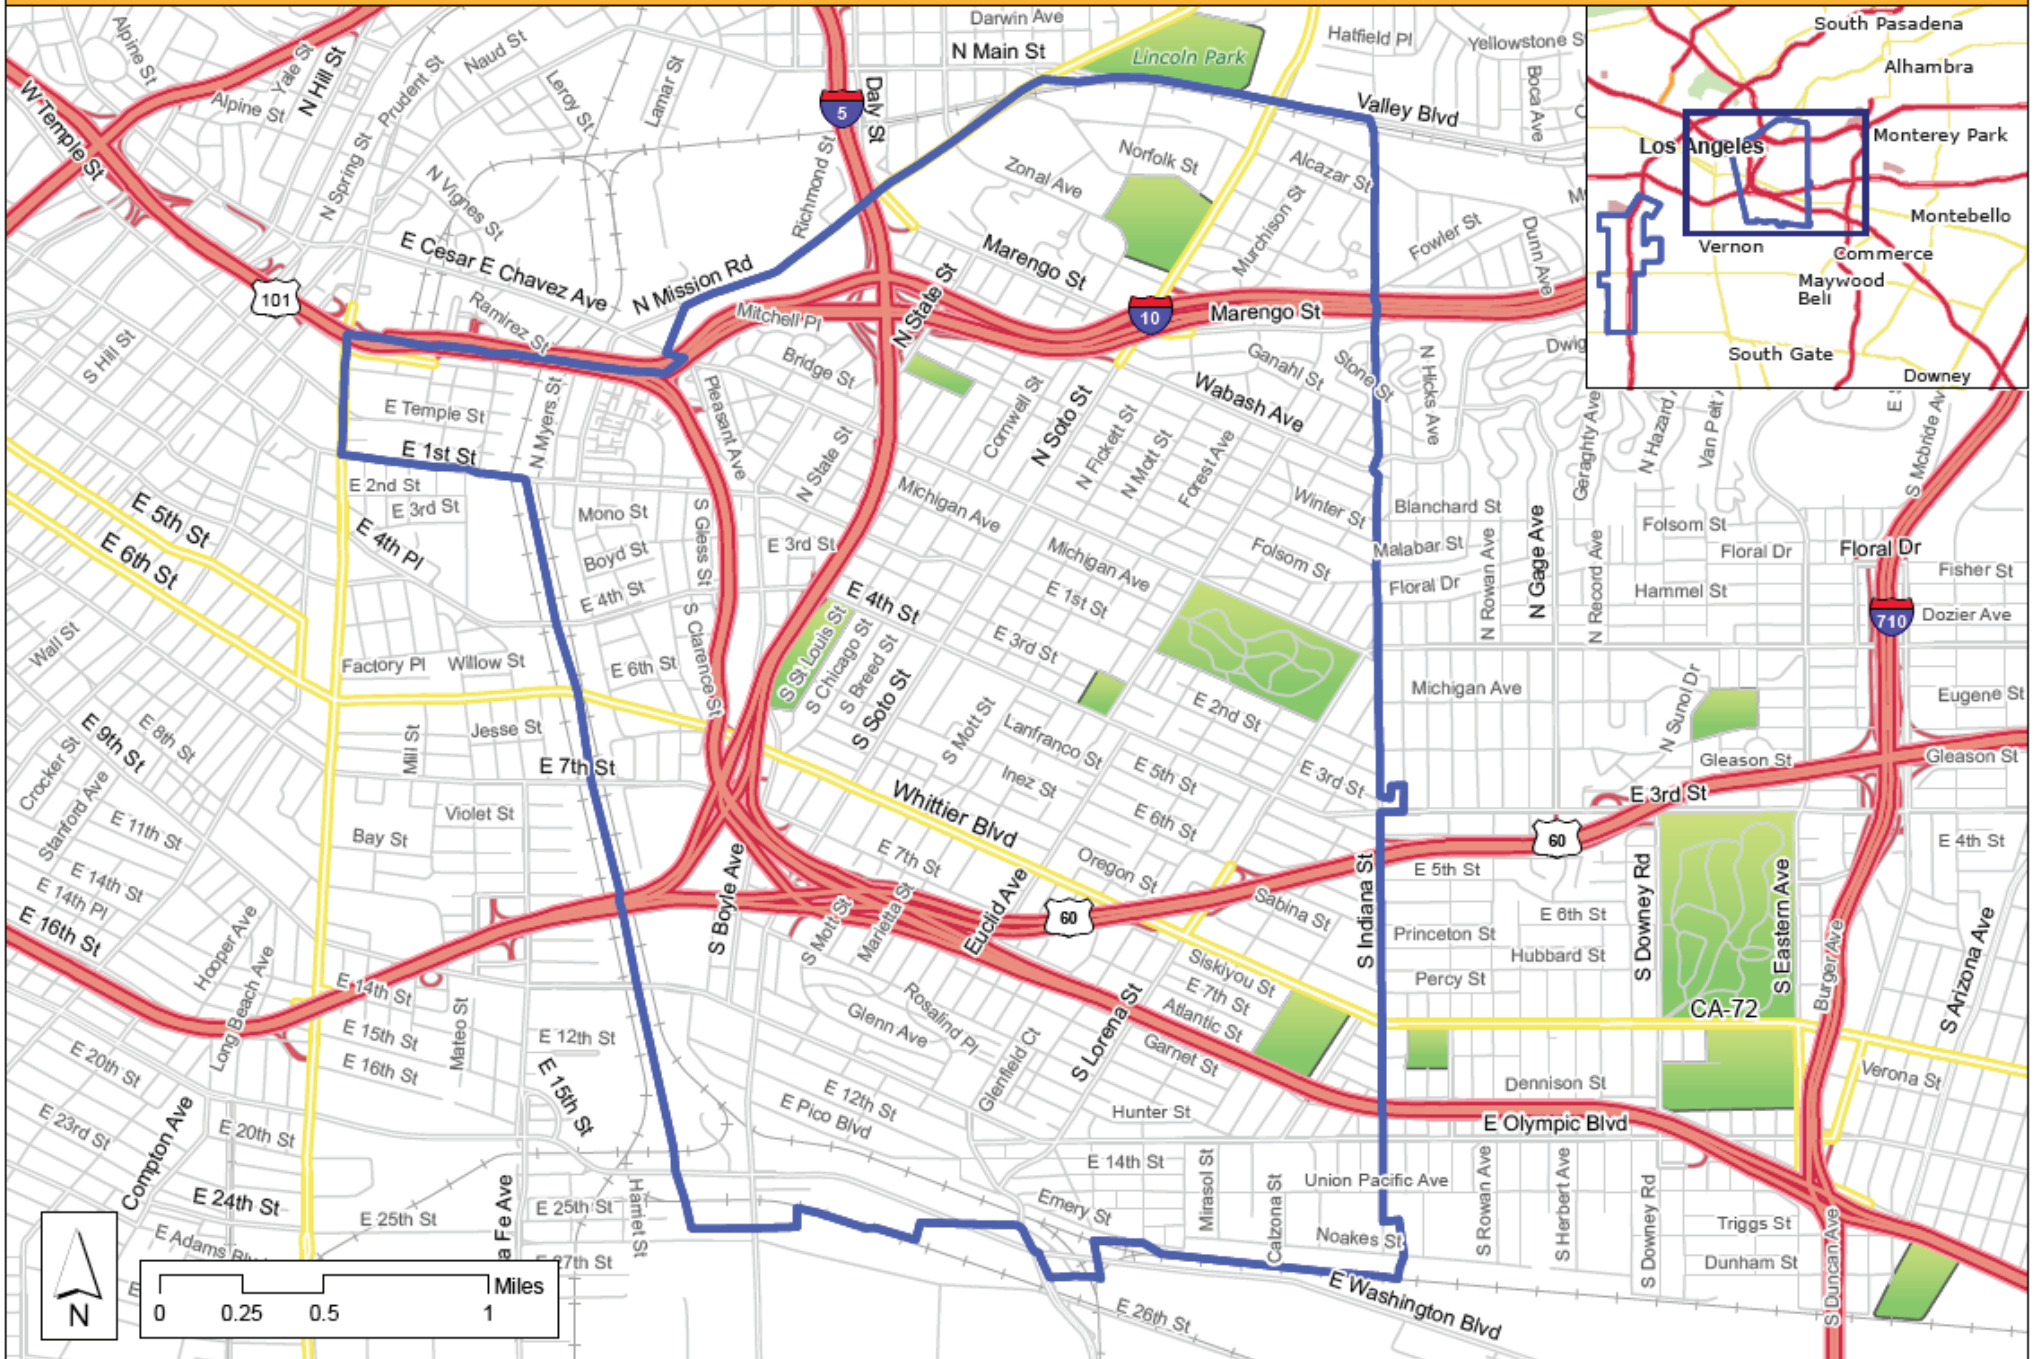 Darwin Ave
N Main St
Lincoln Park
Hatfield Pl
Yellowstone S
Boca Ave
Alpine St
Yale St
N Hill St
Alpine St
Prudent St
Naud St
Leroy St
Lamar St
5
Daly St
Valley Blvd
W Temple St
N Spring St
N Vignes St
Richmond St
Zonal Ave
Norfolk St
Alcazar St
Murchison St
Fowler St
Dunn Ave
South Pasadena
Alhambra
Monterey Park
Los Angeles
Montebello
Vernon
Commerce
Maywood
Bell
South Gate
Downey
E Cesar E Chavez Ave
N Mission Rd
Marengo St
N State St
101
Ramirez St
Mitchell Pl
10
Marengo St
S Hill St
Bridge St
Ganahl St
Stone St
N Hicks Ave
Dwig
Wabash Ave
E Temple St
N Myers St
Pleasant Ave
Cornwell St
N Soto St
N Fickett St
N Mott St
Forest Ave
Geraghty Ave
N Hazard
Van Pelt
S Mcbride Av
E 1st St
N State St
E 2nd St
E 3rd St
Michigan Ave
Winter St
Blanchard St
E 5th St
E 6th St
E 4th Pl
Mono St
Boyd St
S Gless St
E 3rd St
Michigan Ave
Folsom St
Malabar St
Floral Dr
N Rowan Ave
N Gage Ave
N Record Ave
Folsom St
Floral Dr
Floral Dr
Fisher St
Hammel St
E 4th St
E 4th St
E 1st St
710
Dozier Ave
Wall St
Factory Pl
Willow St
E 6th St
S Clarence St
S St Louis St
S Chicago St
S Breed St
S Soto St
E 3rd St
E 2nd St
Michigan Ave
N Sunol Dr
Eugene St
E 9th St
E 8th St
Mill St
Jesse St
S Mott St
Lanfranco St
Crocker St
Stanford Ave
E 7th St
Inez St
E 5th St
E 3rd St
Gleason St
Gleason St
E 11th St
Violet St
Bay St
Whittier Blvd
E 6th St
E 3rd St
60
E 4th St
E 14th St
E 14th Pl
E 16th St
Hooper Ave
Long Beach Ave
S Boyle Ave
E 7th St
Oregon St
S Indiana St
E 5th St
S Downey Rd
S Eastern Ave
Burger Ave
S Arizona Ave
S Mott St
Marietta St
Euclid Ave
60
Sabina St
E 6th St
Princeton St
Hubbard St
Percy St
E 14th St
Siskiyou St
E 7th St
Atlantic St
CA-72
E 15th St
E 16th St
Mateo St
E 12th St
Glenn Ave
Rosalind Pl
Glenfield Ct
S Lorena St
Garnet St
E 20th St
E 15th St
E 12th St
E Pico Blvd
Hunter St
Dennison St
Verona St
E 23rd St
Compton Ave
E 20th St
E Olympic Blvd
E 14th St
E 24th St
E 25th St
a Fe Ave
E 25th St
Harriet St
Emery St
Mirasol St
Calzona St
Union Pacific Ave
Noakes St
S Rowan Ave
S Herbert Ave
S Downey Rd
Triggs St
Dunham St
S Duncan Ave
E Adams Blv
E 27th St
E 26th St
E Washington Blvd
N
0 0.25 0.5 1
Miles